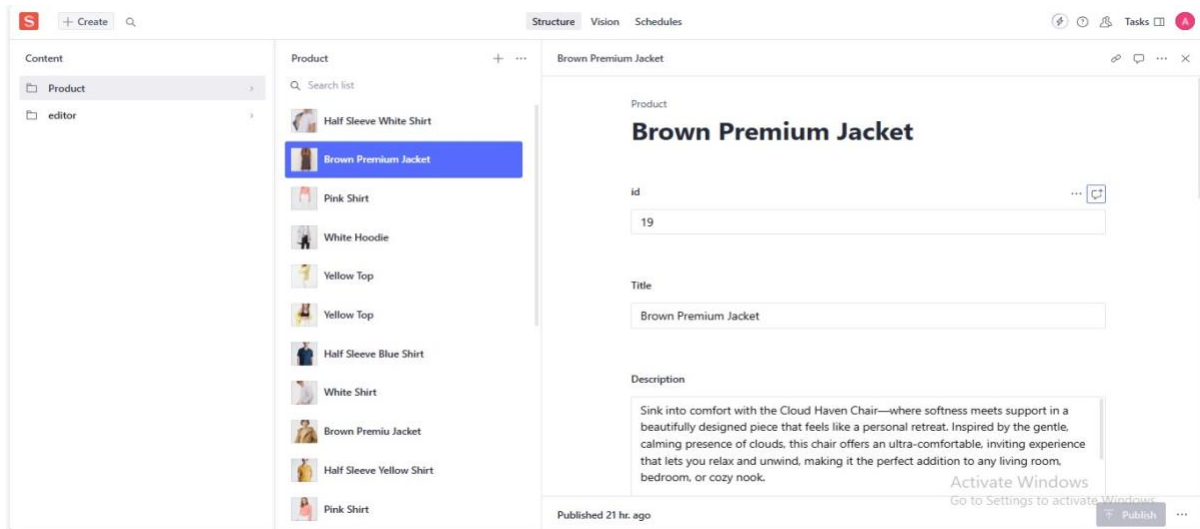 S
+ Create
Structure
Vision
Schedules
Tasks
A
Content
Product
editor
Product
Search list
Half Sleeve White Shirt
Brown Premium Jacket
Pink Shirt
White Hoodie
Yellow Top
Yellow Top
Half Sleeve Blue Shirt
White Shirt
Brown Premiu Jacket
Half Sleeve Yellow Shirt
Pink Shirt
Brown Premium Jacket
Product
Brown Premium Jacket
id
19
Title
Brown Premium Jacket
Description
Sink into comfort with the Cloud Haven Chair—where softness meets support in a
beautifully designed piece that feels like a personal retreat. Inspired by the gentle,
calming presence of clouds, this chair offers an ultra-comfortable, inviting experience
that lets you relax and unwind, making it the perfect addition to any living room,
bedroom, or cozy nook.
Activate Windows
Go to Settings to activate Windows.
Published 21 hr. ago
Publish